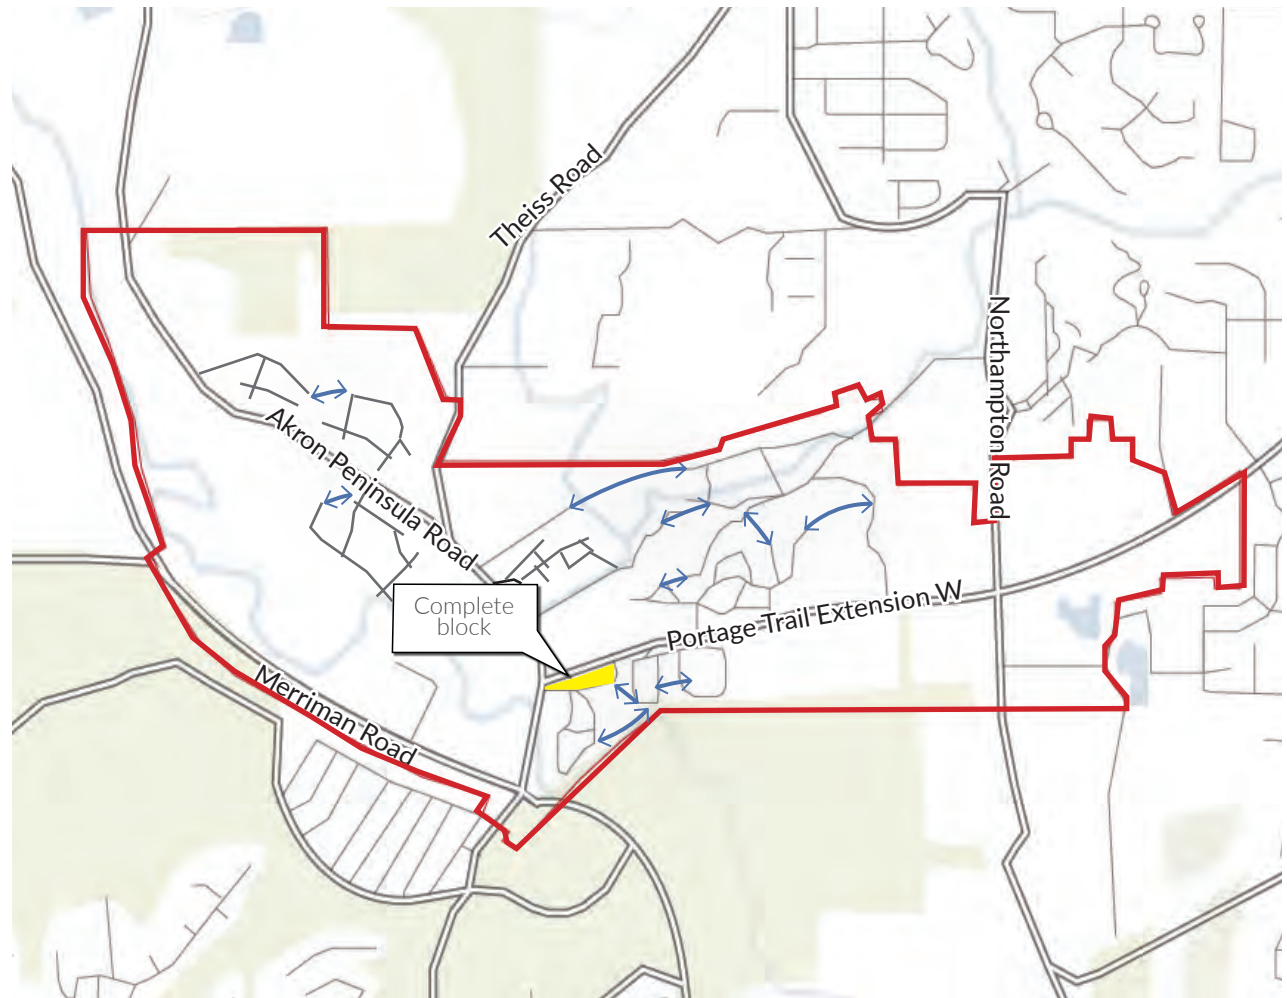 Theiss Road
Northampton Road
Akron-Peninsula Road
Complete
block
Portage Trail Extension W
Merriman Road